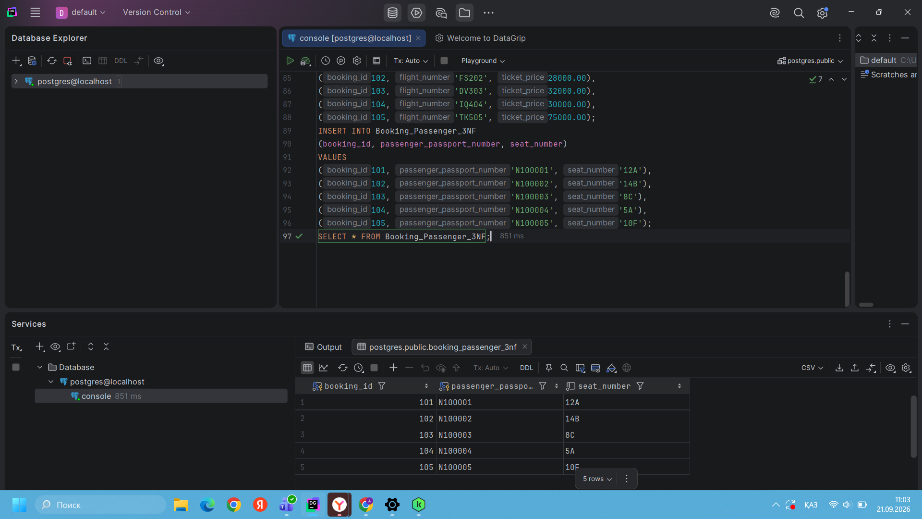 D default Version Control
Database Explorer
console [postgres@localhost] Welcome to DataGrip
DDL
Tx: Auto Playground postgres.public
postgres@localhost 1
default C:\U
Scratches ar
7
85 (booking_id 102, flight_number 'FS202', ticket_price 28000.00),
86 (booking_id 103, flight_number 'DV303', ticket_price 32000.00),
87 (booking_id 104, flight_number 'IQ404', ticket_price 30000.00),
88 (booking_id 105, flight_number 'TK505', ticket_price 75000.00);
89 INSERT INTO Booking_Passenger_3NF
90 (booking_id, passenger_passport_number, seat_number)
91 VALUES
92 (booking_id 101, passenger_passport_number 'N100001', seat_number '12A'),
93 (booking_id 102, passenger_passport_number 'N100002', seat_number '14B'),
94 (booking_id 103, passenger_passport_number 'N100003', seat_number '8C'),
95 (booking_id 104, passenger_passport_number 'N100004', seat_number '5A'),
96 (booking_id 105, passenger_passport_number 'N100005', seat_number '10F');
97 SELECT * FROM Booking_Passenger_3NF; 851 ms
Services
Tx
Database
postgres@localhost
console 851 ms
Output postgres.public.booking_passenger_3nf
Tx: Auto DDL CSV
booking_id passenger_passpo... seat_number
1 101 N100001 12A
2 102 N100002 14B
3 103 N100003 8C
4 104 N100004 5A
5 105 N100005 10F
5 rows
Поиск
ҚАЗ
11:03
21.09.2026